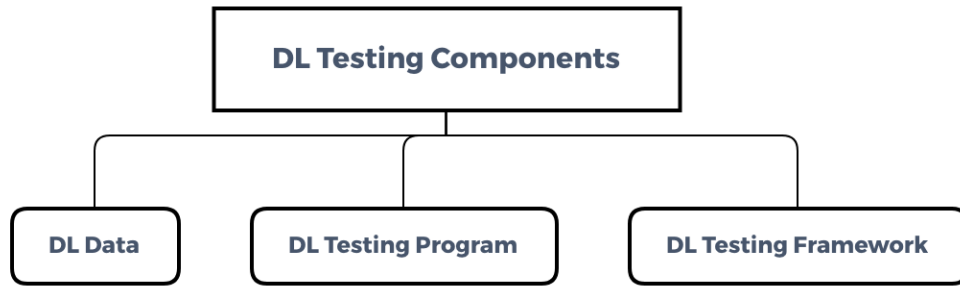 DL Testing Components
DL Data
DL Testing Program
DL Testing Framework